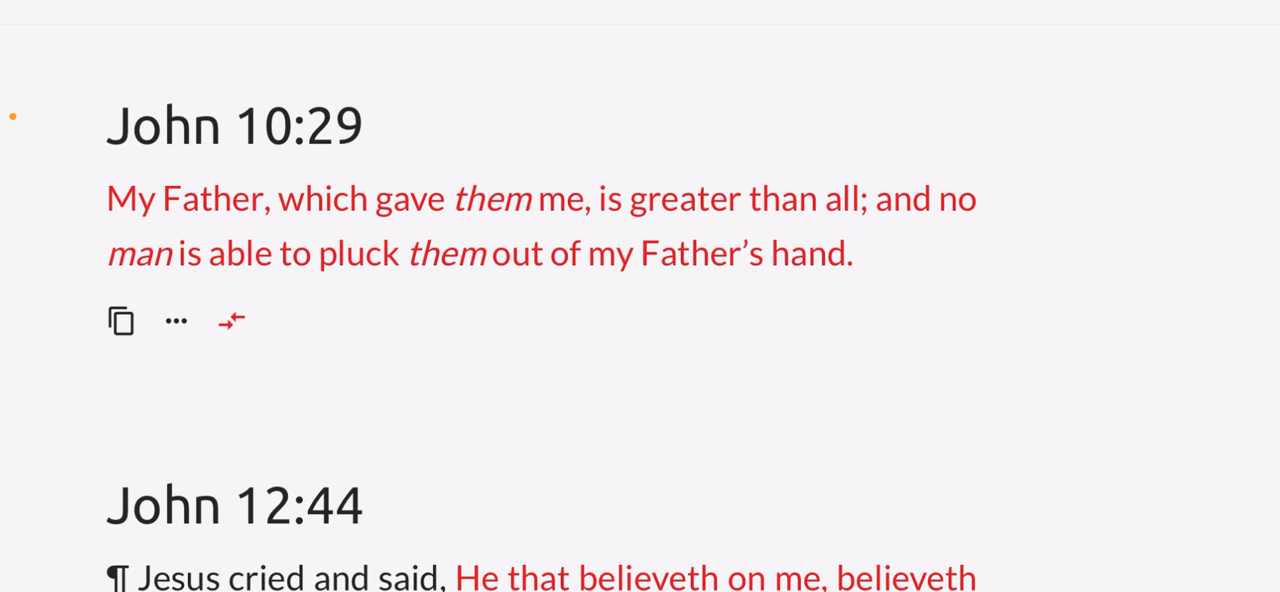 John 10:29
My Father, which gave them me, is greater than all; and no
man is able to pluck them out of my Father’s hand.
John 12:44
¶ Jesus cried and said, He that believeth on me, believeth